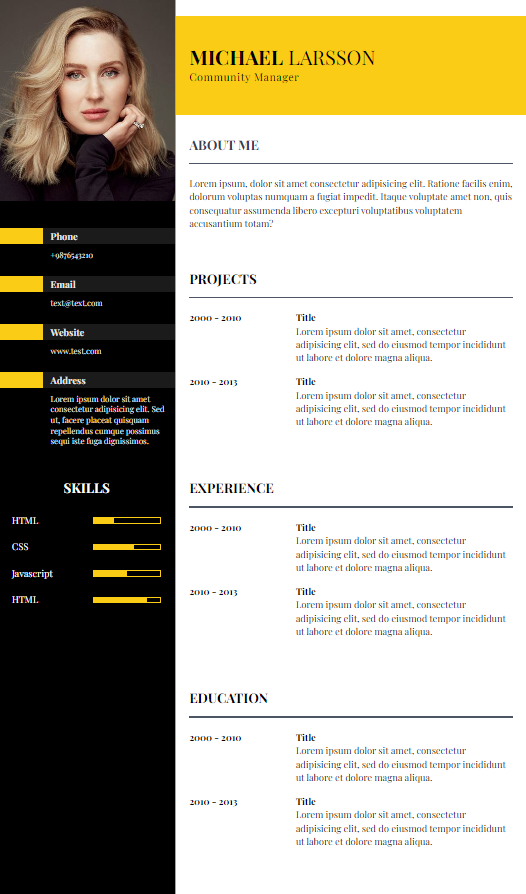 MICHAEL LARSSON
Community Manager
Phone
+9876543210
Email
text@text.com
Website
www.test.com
Address
Lorem ipsum dolor sit amet
consectetur adipisicing elit. Sed
ut, facere placeat quisquam
repellendus cumque possimus
sequi iste fuga dignissimos.
SKILLS
HTML
CSS
Javascript
HTML
ABOUT ME
Lorem ipsum, dolor sit amet consectetur adipisicing elit. Ratione facilis enim,
dolorum voluptas numquam a fugiat impedit. Itaque voluptate amet non, quis
consequatur assumenda libero excepturi voluptatibus voluptatem
accusantium totam?
PROJECTS
2000 - 2010 Title
Lorem ipsum dolor sit amet, consectetur
adipisicing elit, sed do eiusmod tempor incididunt
ut labore et dolore magna aliqua.
2010 - 2013 Title
Lorem ipsum dolor sit amet, consectetur
adipisicing elit, sed do eiusmod tempor incididunt
ut labore et dolore magna aliqua.
EXPERIENCE
2000 - 2010 Title
Lorem ipsum dolor sit amet, consectetur
adipisicing elit, sed do eiusmod tempor incididunt
ut labore et dolore magna aliqua.
2010 - 2013 Title
Lorem ipsum dolor sit amet, consectetur
adipisicing elit, sed do eiusmod tempor incididunt
ut labore et dolore magna aliqua.
EDUCATION
2000 - 2010 Title
Lorem ipsum dolor sit amet, consectetur
adipisicing elit, sed do eiusmod tempor incididunt
ut labore et dolore magna aliqua.
2010 - 2013 Title
Lorem ipsum dolor sit amet, consectetur
adipisicing elit, sed do eiusmod tempor incididunt
ut labore et dolore magna aliqua.